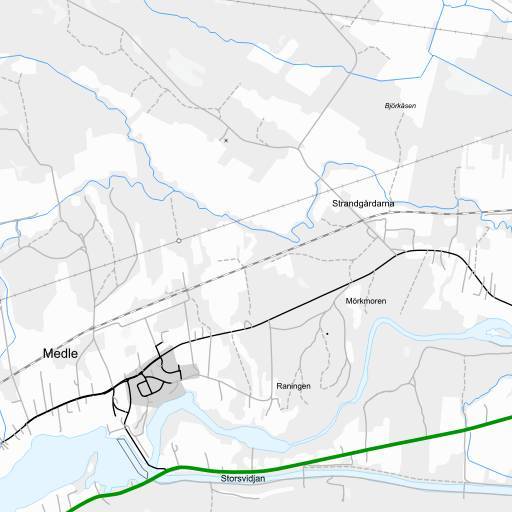 Björkåsen
Strandgårdarna
Mörkmoren
Medle
Raningen
Storsvidjan